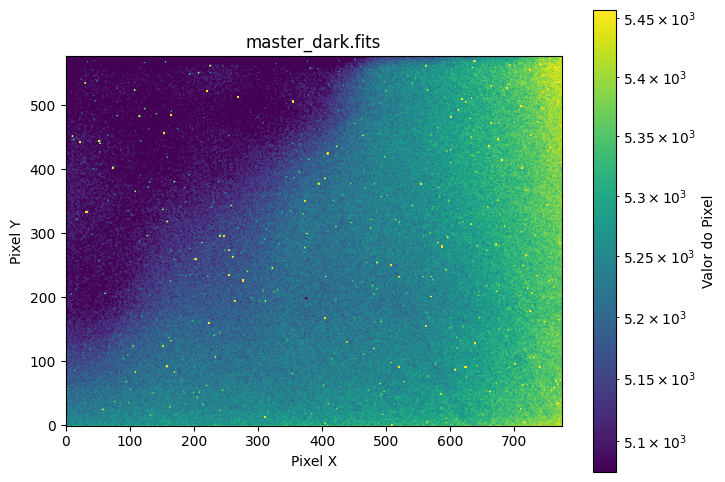 master_dark.fits
Pixel Y
500
400
300
200
100
0
0 100 200 300 400 500 600 700
Pixel X
5.45 × 10³
5.4 × 10³
5.35 × 10³
5.3 × 10³
5.25 × 10³
5.2 × 10³
5.15 × 10³
5.1 × 10³
Valor do Pixel